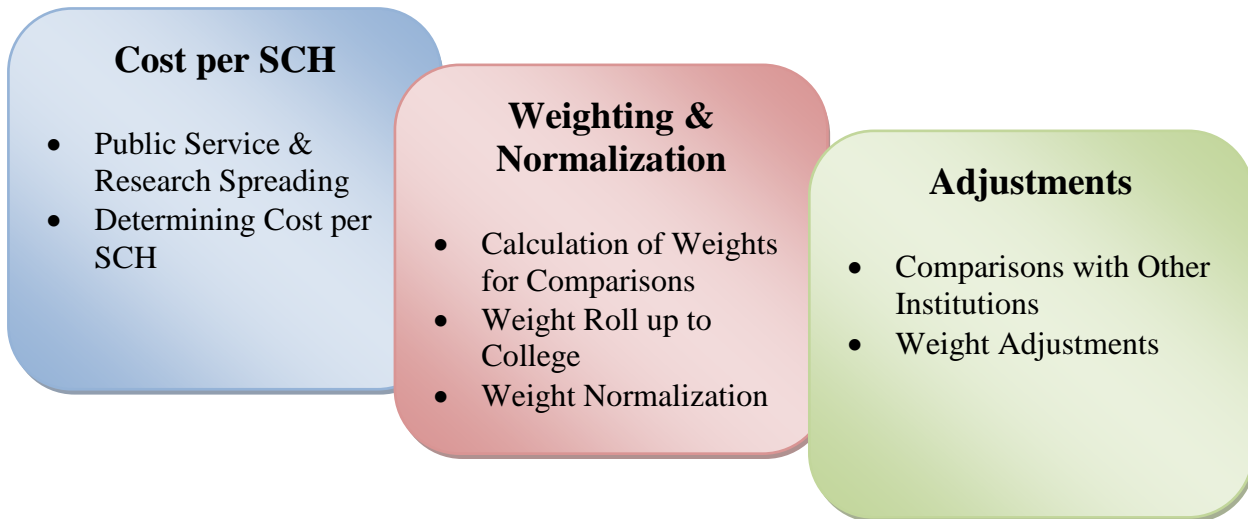 Cost per SCH
• Public Service &
Research Spreading
• Determining Cost per
SCH
Weighting &
Normalization
• Calculation of Weights
for Comparisons
• Weight Roll up to
College
• Weight Normalization
Adjustments
• Comparisons with Other
Institutions
• Weight Adjustments